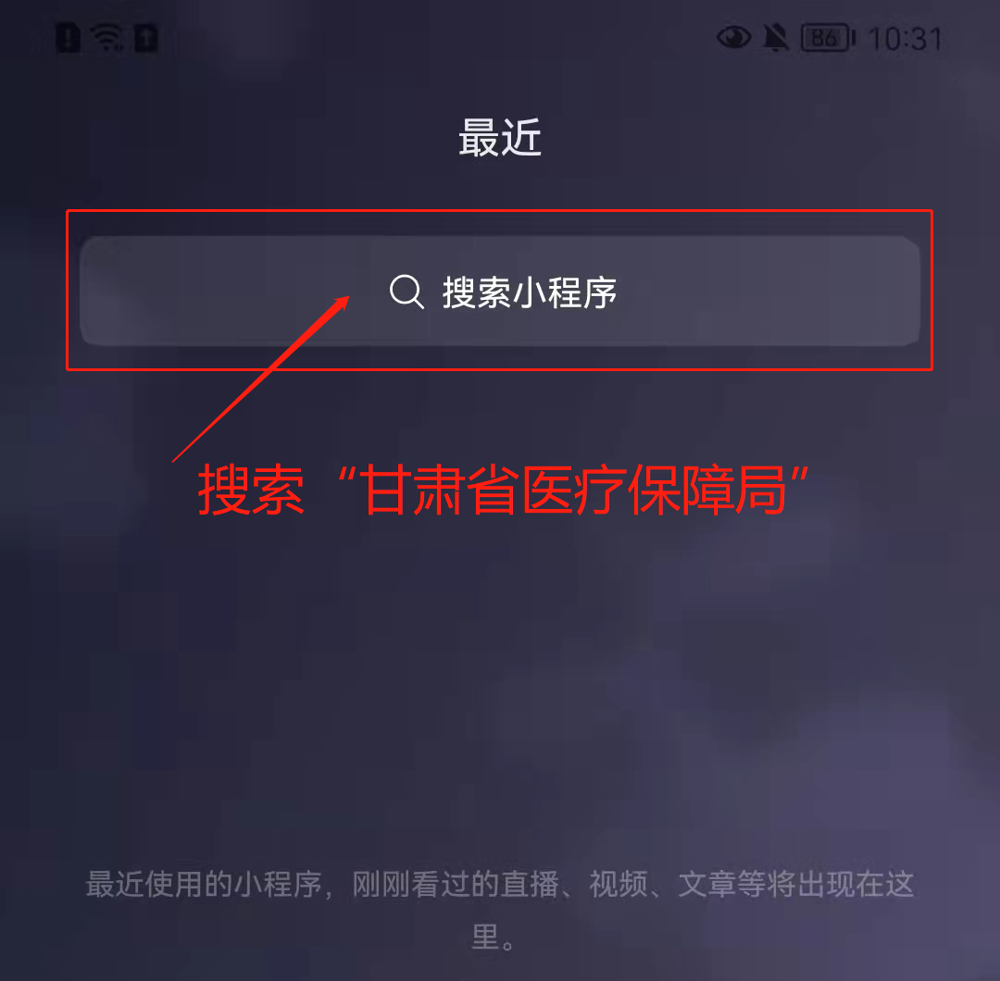 86 10:31
最近
搜索小程序
搜索“甘肃省医疗保障局”
最近使用的小程序，刚刚看过的直播、视频、文章等将出现在这
里。